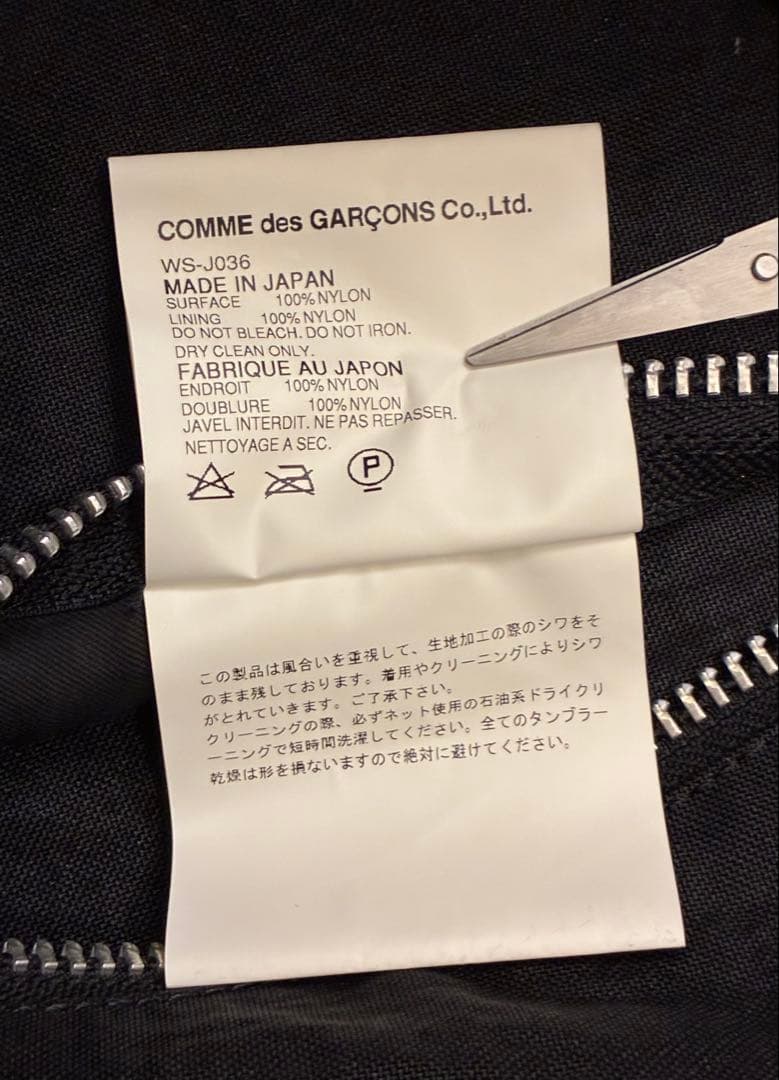 COMME des GARÇONS Co.,Ltd.
WS-J036
MADE IN JAPAN
SURFACE 100% NYLON
LINING 100% NYLON
DO NOT BLEACH. DO NOT IRON.
DRY CLEAN ONLY.
FABRIQUE AU JAPON
ENDROIT 100% NYLON
DOUBLURE 100% NYLON
JAVEL INTERDIT. NE PAS REPASSER.
NETTOYAGE A SEC.
P
この製品は風合いを重視して、生地加工の際のシワをそ
のまま残しております。着用やクリーニングによりシワ
がとれていきます。ご了承下さい。
クリーニングの際、必ずネット使用の石油系ドライクリ
ーニングで短時間洗濯してください。全てのタンブラー
乾燥は形を損ないますので絶対に避けてください。